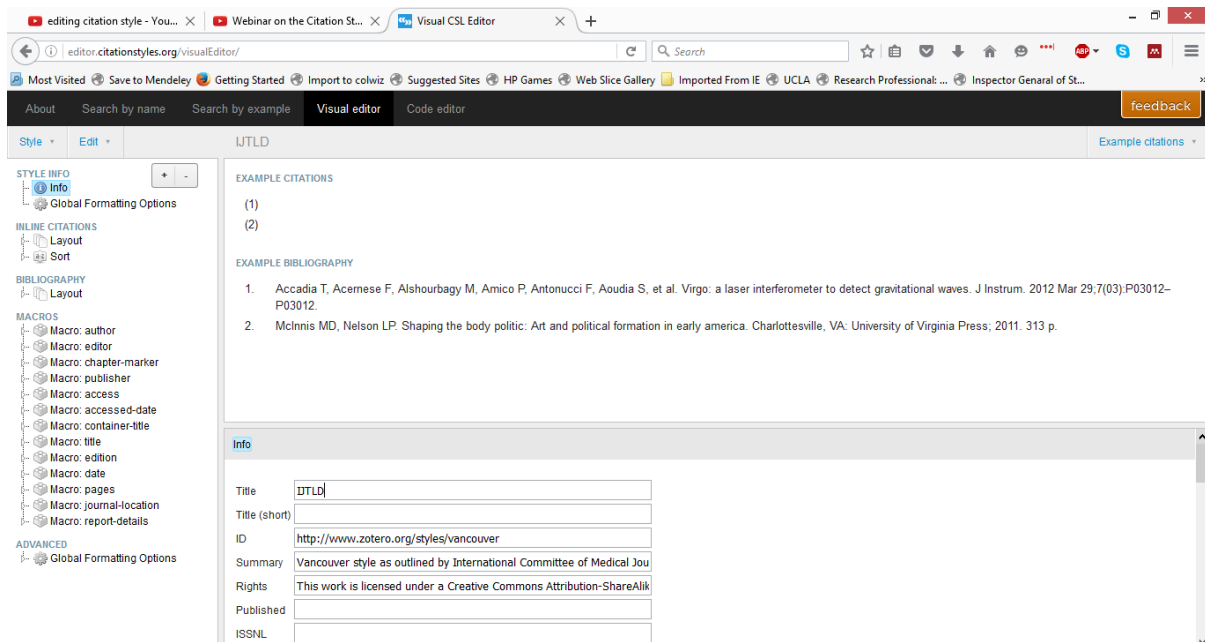 editing citation style - You...
Webinar on the Citation St...
Visual CSL Editor
editor.citationstyles.org/visualEditor/
Search
ABP
Most Visited Save to Mendeley Getting Started Import to colwiz Suggested Sites HP Games Web Slice Gallery Imported From IE UCLA Research Professional: ... Inspector Genaral of St...
About Search by name Search by example Visual editor Code editor feedback
Style Edit IJTLD Example citations
STYLE INFO + -
Info
Global Formatting Options
INLINE CITATIONS
Layout
Sort
BIBLIOGRAPHY
Layout
MACROS
Macro: author
Macro: editor
Macro: chapter-marker
Macro: publisher
Macro: access
Macro: accessed-date
Macro: container-title
Macro: title
Macro: edition
Macro: date
Macro: pages
Macro: journal-location
Macro: report-details
ADVANCED
Global Formatting Options
EXAMPLE CITATIONS
(1)
(2)
EXAMPLE BIBLIOGRAPHY
1. Accadia T, Acernese F, Alshourbagy M, Amico P, Antonucci F, Aoudia S, et al. Virgo: a laser interferometer to detect gravitational waves. J Instrum. 2012 Mar 29;7(03):P03012–
P03012.
2. McInnis MD, Nelson LP. Shaping the body politic: Art and political formation in early america. Charlottesville, VA: University of Virginia Press; 2011. 313 p.
Info
Title IJTLD
Title (short)
ID http://www.zotero.org/styles/vancouver
Summary Vancouver style as outlined by International Committee of Medical Jou
Rights This work is licensed under a Creative Commons Attribution-ShareAlik
Published
ISSNL